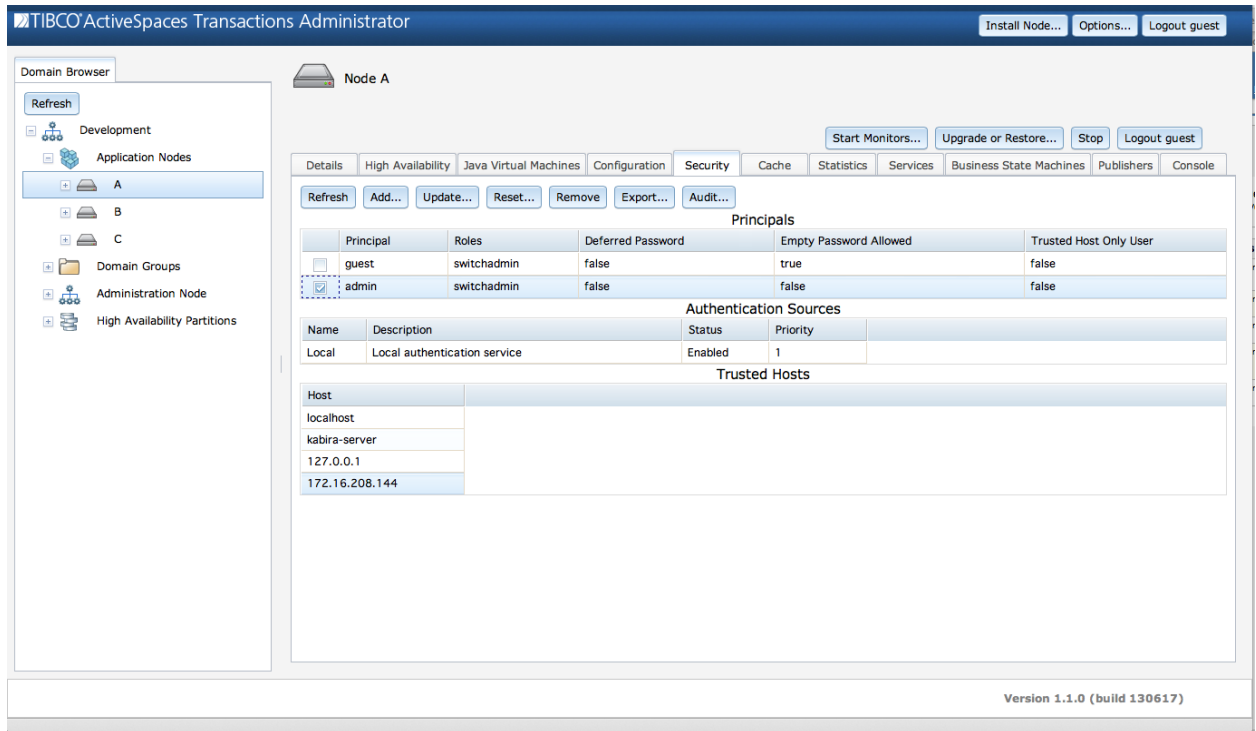 TIBCO® ActiveSpaces Transactions Administrator
Install Node... Options... Logout guest
Domain Browser
Refresh
Development
Application Nodes
A
B
C
Domain Groups
Administration Node
High Availability Partitions
Node A
Start Monitors... Upgrade or Restore... Stop Logout guest
Details High Availability Java Virtual Machines Configuration Security Cache Statistics Services Business State Machines Publishers Console
Refresh Add... Update... Reset... Remove Export... Audit...
Principals
Principal Roles Deferred Password Empty Password Allowed Trusted Host Only User
guest switchadmin false true false
admin switchadmin false false false
Authentication Sources
Name Description Status Priority
Local Local authentication service Enabled 1
Trusted Hosts
Host
localhost
kabira-server
127.0.0.1
172.16.208.144
Version 1.1.0 (build 130617)